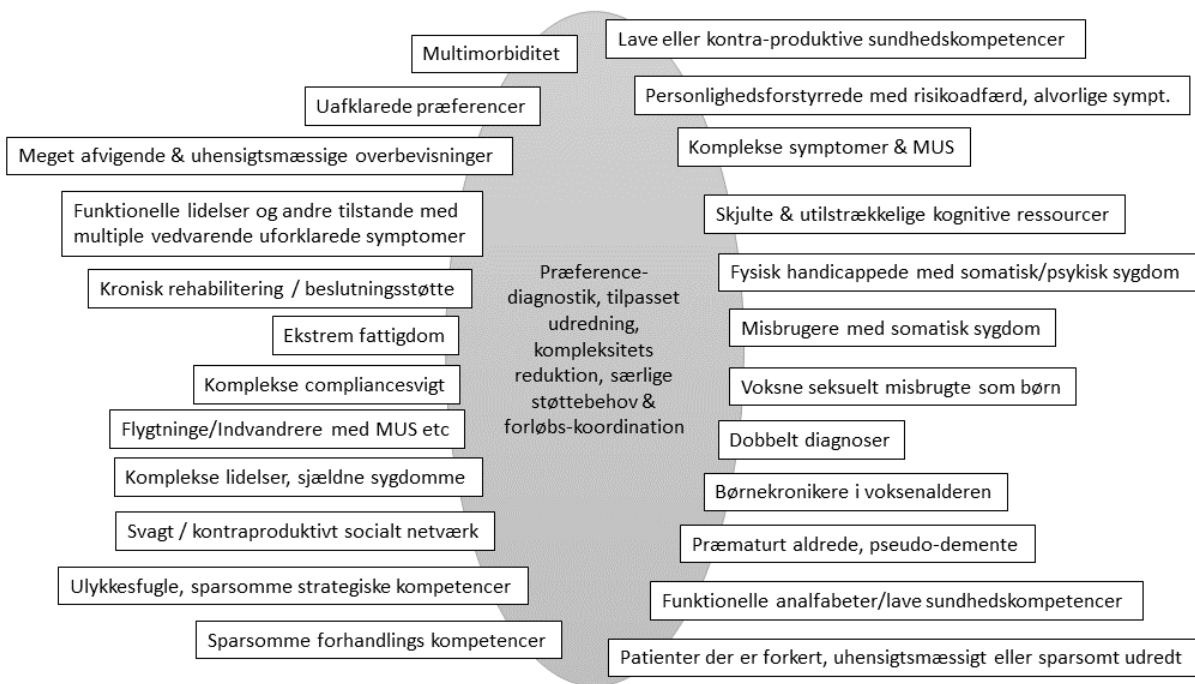 Multimorbiditet
Uafklarede præferencer
Meget afvigende & uhensigtsmæssige overbevisninger
Funktionelle lidelser og andre tilstande med
multiple vedvarende uforklarede symptomer
Kronisk rehabilitering / beslutningsstøtte
Ekstrem fattigdom
Komplekse compliancesvigt
Flygtninge/Indvandrere med MUS etc
Komplekse lidelser, sjældne sygdomme
Svagt / kontraproduktivt socialt netværk
Ulykkesfugle, sparsomme strategiske kompetencer
Sparsomme forhandlings kompetencer
Præference-
diagnostik, tilpasset
udredning,
kompleksitets
reduktion, særlige
støttebehov &
forløbs-koordination
Lave eller kontra-produktive sundhedskompetencer
Personlighedsforstyrrede med risikoadfærd, alvorlige sympt.
Komplekse symptomer & MUS
Skjulte & utilstrækkelige kognitive ressourcer
Fysisk handicappede med somatisk/psykisk sygdom
Misbrugere med somatisk sygdom
Voksne seksuelt misbrugte som børn
Dobbelt diagnoser
Børnekronikere i voksenalderen
Præmaturt aldrede, pseudo-demente
Funktionelle analfabeter/lave sundhedskompetencer
Patienter der er forkert, uhensigtsmæssigt eller sparsomt udredt